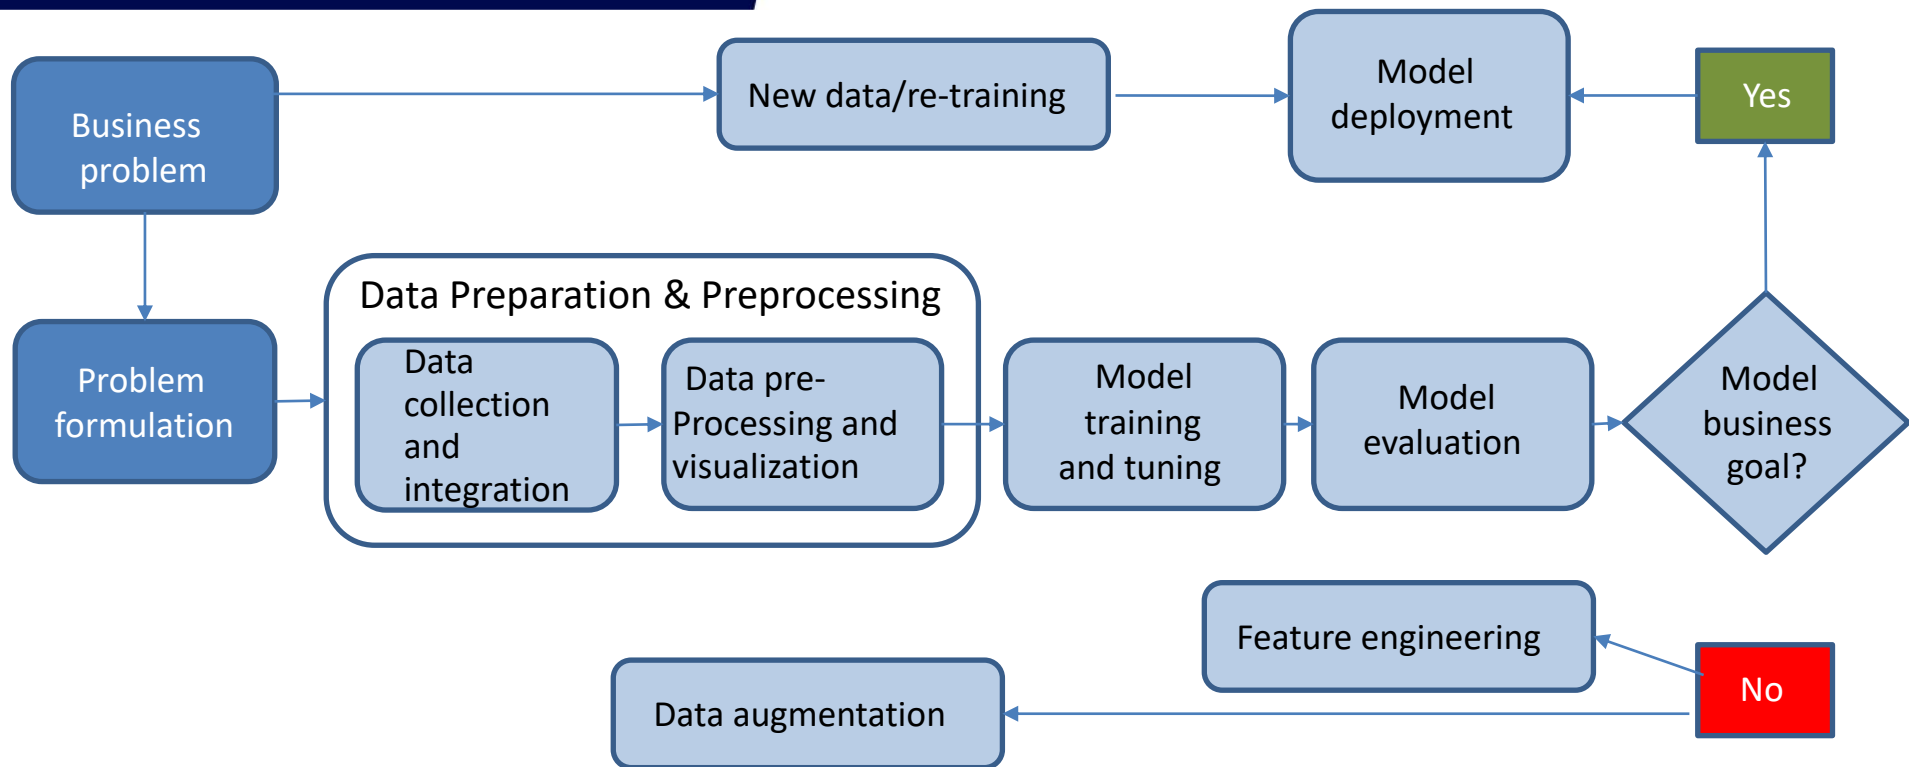 Business
problem
New data/re-training
Model
deployment
Yes
Problem
formulation
Data Preparation & Preprocessing
Data
collection
and
integration
Data pre-
Processing and
visualization
Model
training
and tuning
Model
evaluation
Model
business
goal?
Feature engineering
No
Data augmentation